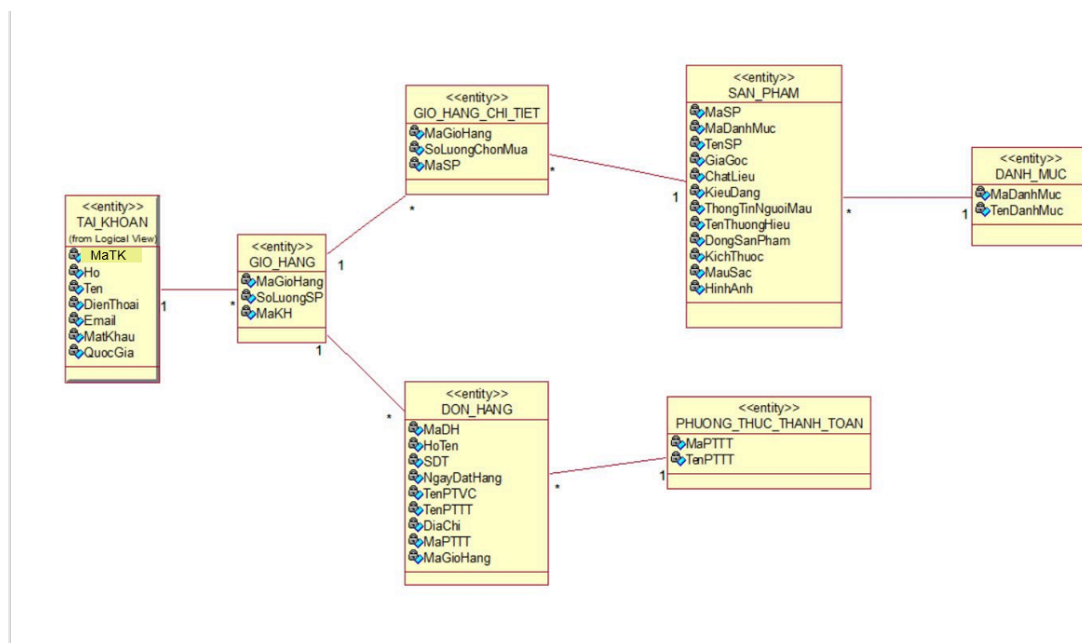 <<entity>>
TAI_KHOAN
(from Logical View)
MaTK
Ho
Ten
DienThoai
Email
MatKhau
QuocGia
1
*
<<entity>>
GIO_HANG
MaGioHang
SoLuongSP
MaKH
1
*
1
*
<<entity>>
GIO_HANG_CHI_TIET
MaGioHang
SoLuongChonMua
MaSP
*
1
<<entity>>
SAN_PHAM
MaSP
MaDanhMuc
TenSP
GiaGoc
ChatLieu
KieuDang
ThongTinNguoiMau
TenThuongHieu
DongSanPham
KichThuoc
MauSac
HinhAnh
*
1
<<entity>>
DANH_MUC
MaDanhMuc
TenDanhMuc
<<entity>>
DON_HANG
MaDH
HoTen
SDT
NgayDatHang
TenPTVC
TenPTTT
DiaChi
MaPTTT
MaGioHang
*
1
<<entity>>
PHUONG_THUC_THANH_TOAN
MaPTTT
TenPTTT